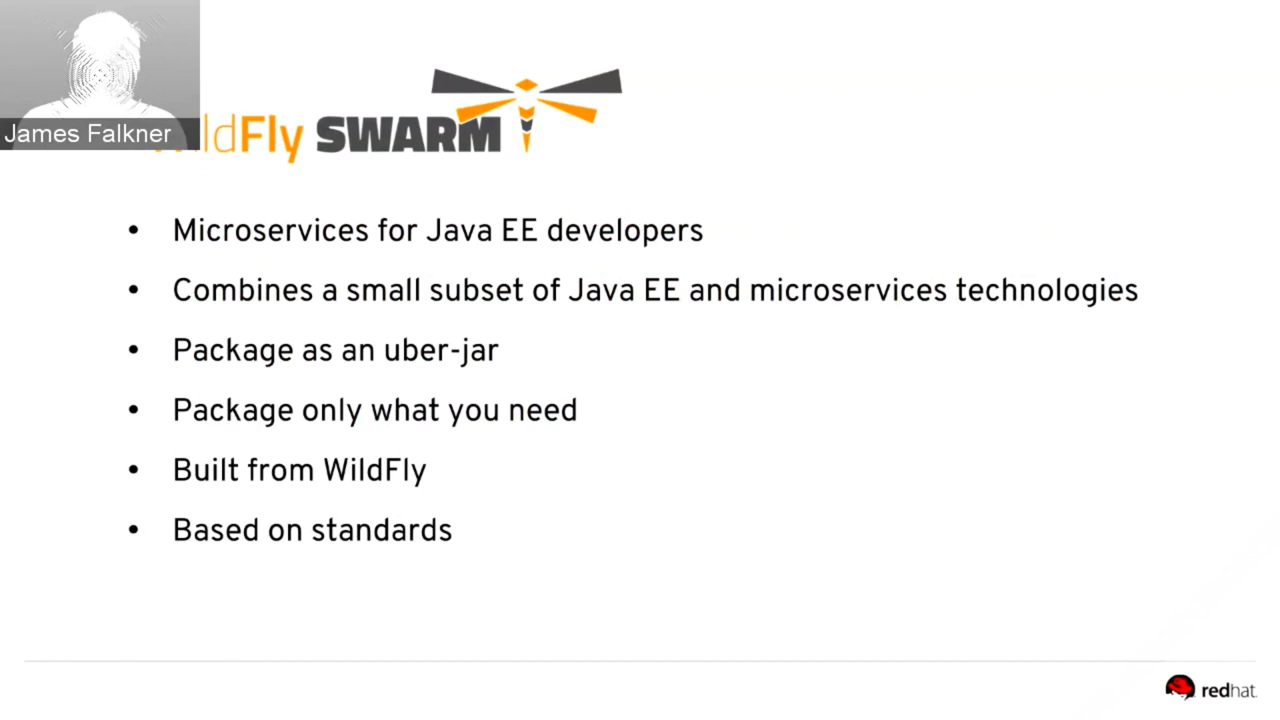 James Falkner
ldFly SWARM
• Microservices for Java EE developers
• Combines a small subset of Java EE and microservices technologies
• Package as an uber-jar
• Package only what you need
• Built from WildFly
• Based on standards
redhat.